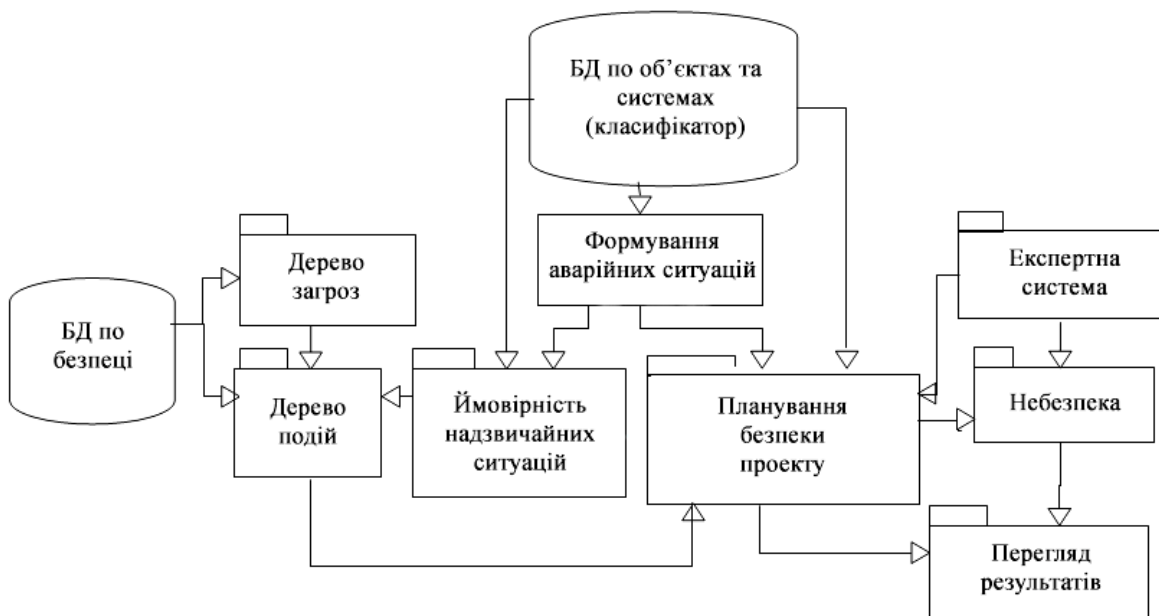 БД по об’єктах та
системах
(класифікатор)
Формування
аварійних ситуацій
Дерево
загроз
Експертна
система
БД по
безпеці
Дерево
подій
Ймовірність
надзвичайних
ситуацій
Планування
безпеки
проекту
Небезпека
Перегляд
результатів